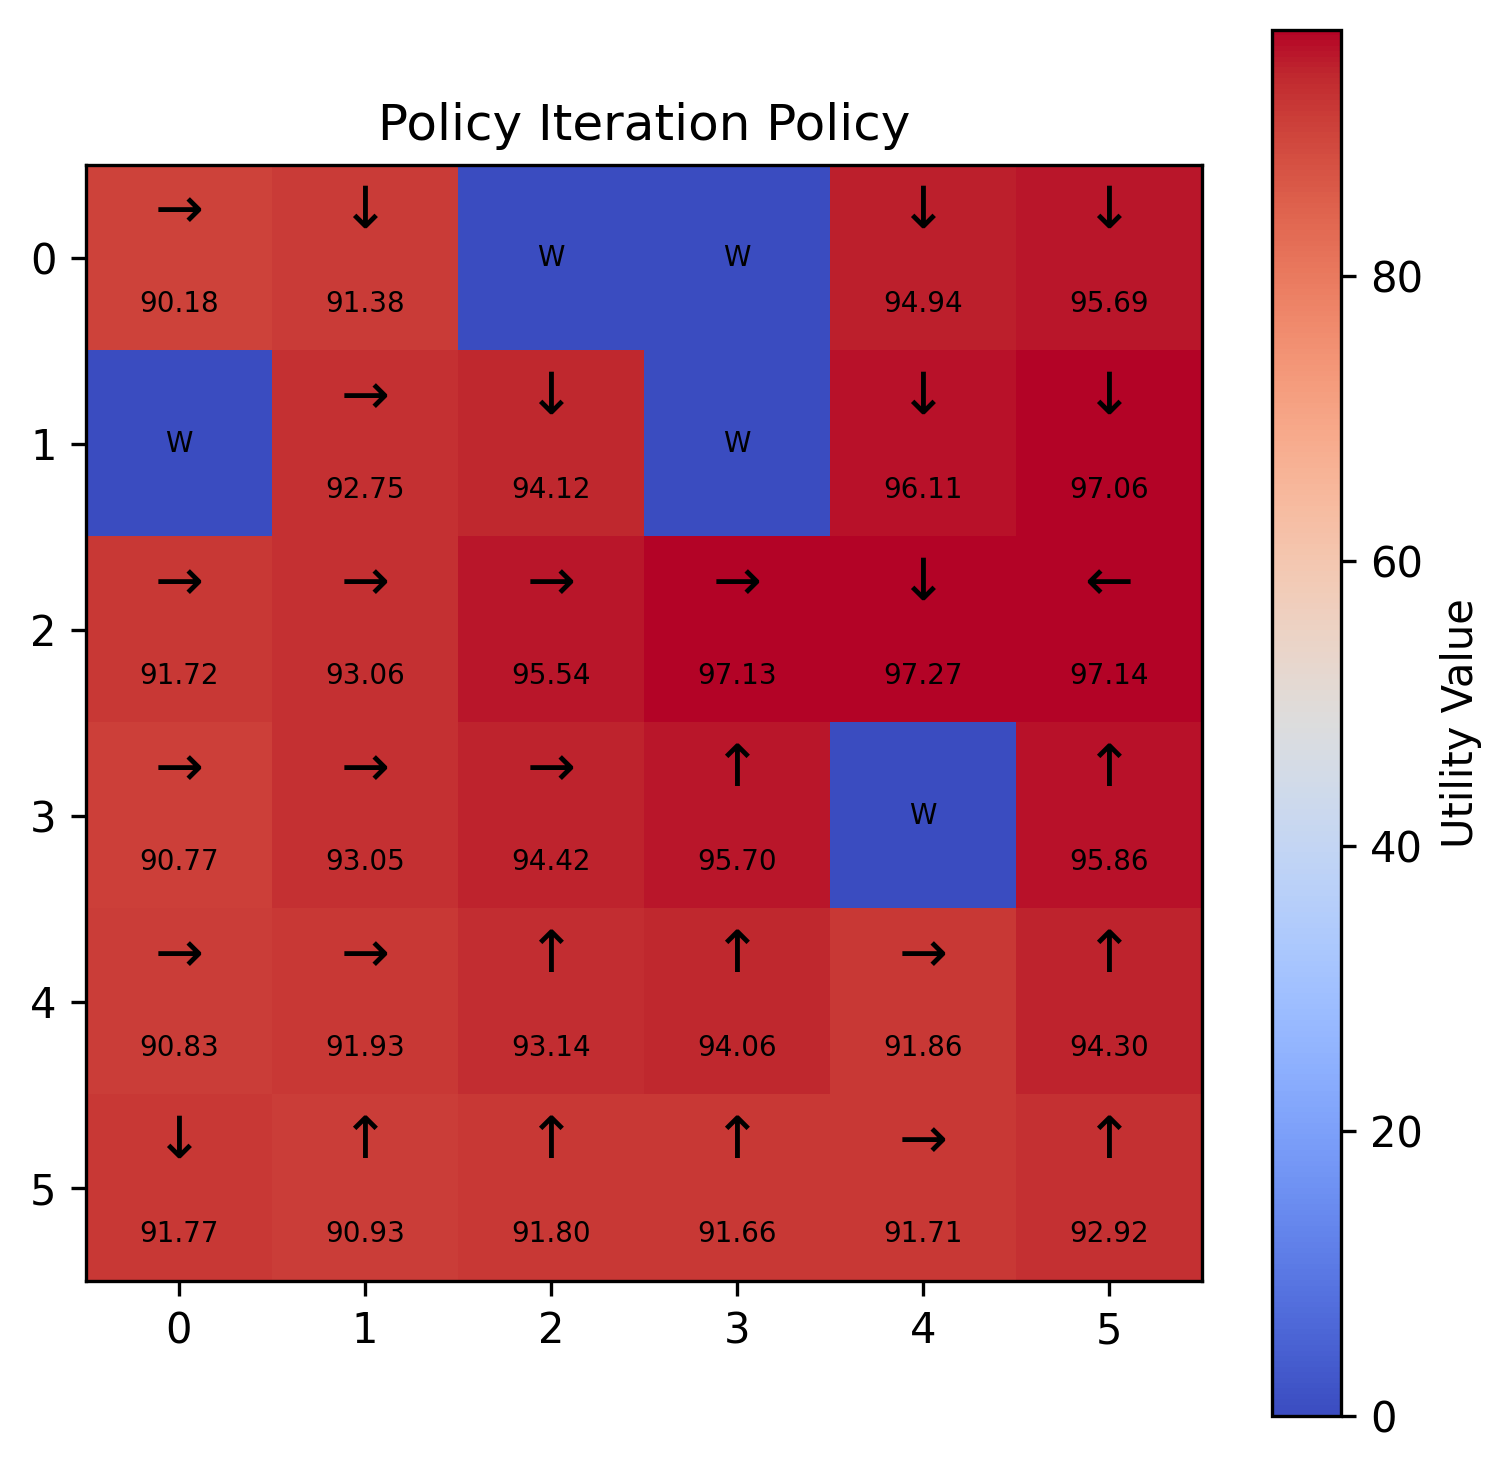 Policy Iteration Policy
→ ↓ ↓ ↓
0 W W 80
90.18 91.38 94.94 95.69
→ ↓ ↓ ↓
1 W W
92.75 94.12 96.11 97.06
60
→ → → → ↓ ←
2
91.72 93.06 95.54 97.13 97.27 97.14
Utility Value
→ → → ↑ ↑
3 W 40
90.77 93.05 94.42 95.70 95.86
→ → ↑ ↑ → ↑
4
90.83 91.93 93.14 94.06 91.86 94.30
↓ ↑ ↑ ↑ → ↑ 20
5
91.77 90.93 91.80 91.66 91.71 92.92
0 1 2 3 4 5
0